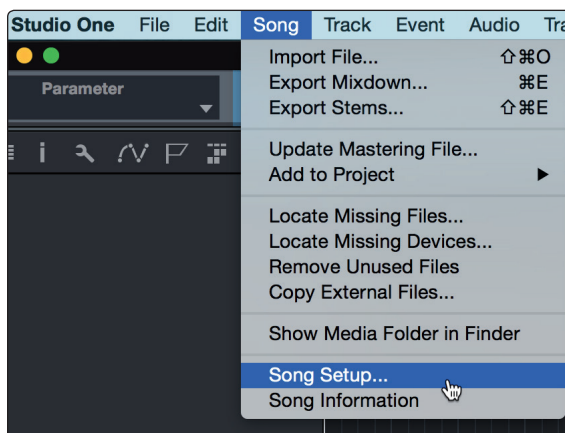 Studio One File Edit Song Track Event Audio
Parameter
Import File... ⇧⌘O
Export Mixdown... ⌘E
Export Stems... ⇧⌘E
Update Mastering File...
Add to Project
Locate Missing Files...
Locate Missing Devices...
Remove Unused Files
Copy External Files...
Show Media Folder in Finder
Song Setup...
Song Information